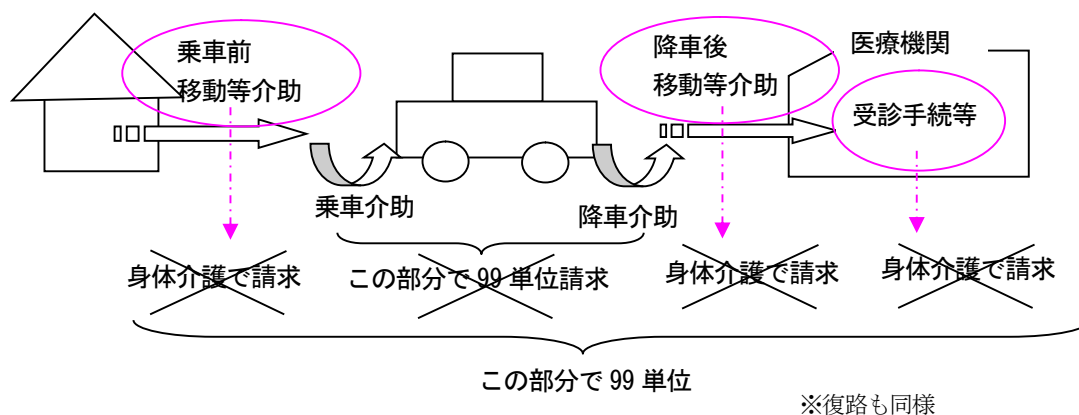 乗車前
移動等介助
降車後
移動等介助
医療機関
受診手続等
乗車介助
降車介助
身体介護で請求
この部分で 99 単位請求
身体介護で請求
身体介護で請求
この部分で 99 単位
※復路も同様